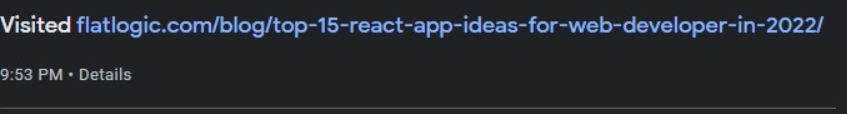 Visited flatlogic.com/blog/top-15-react-app-ideas-for-web-developer-in-2022/
9:53 PM • Details